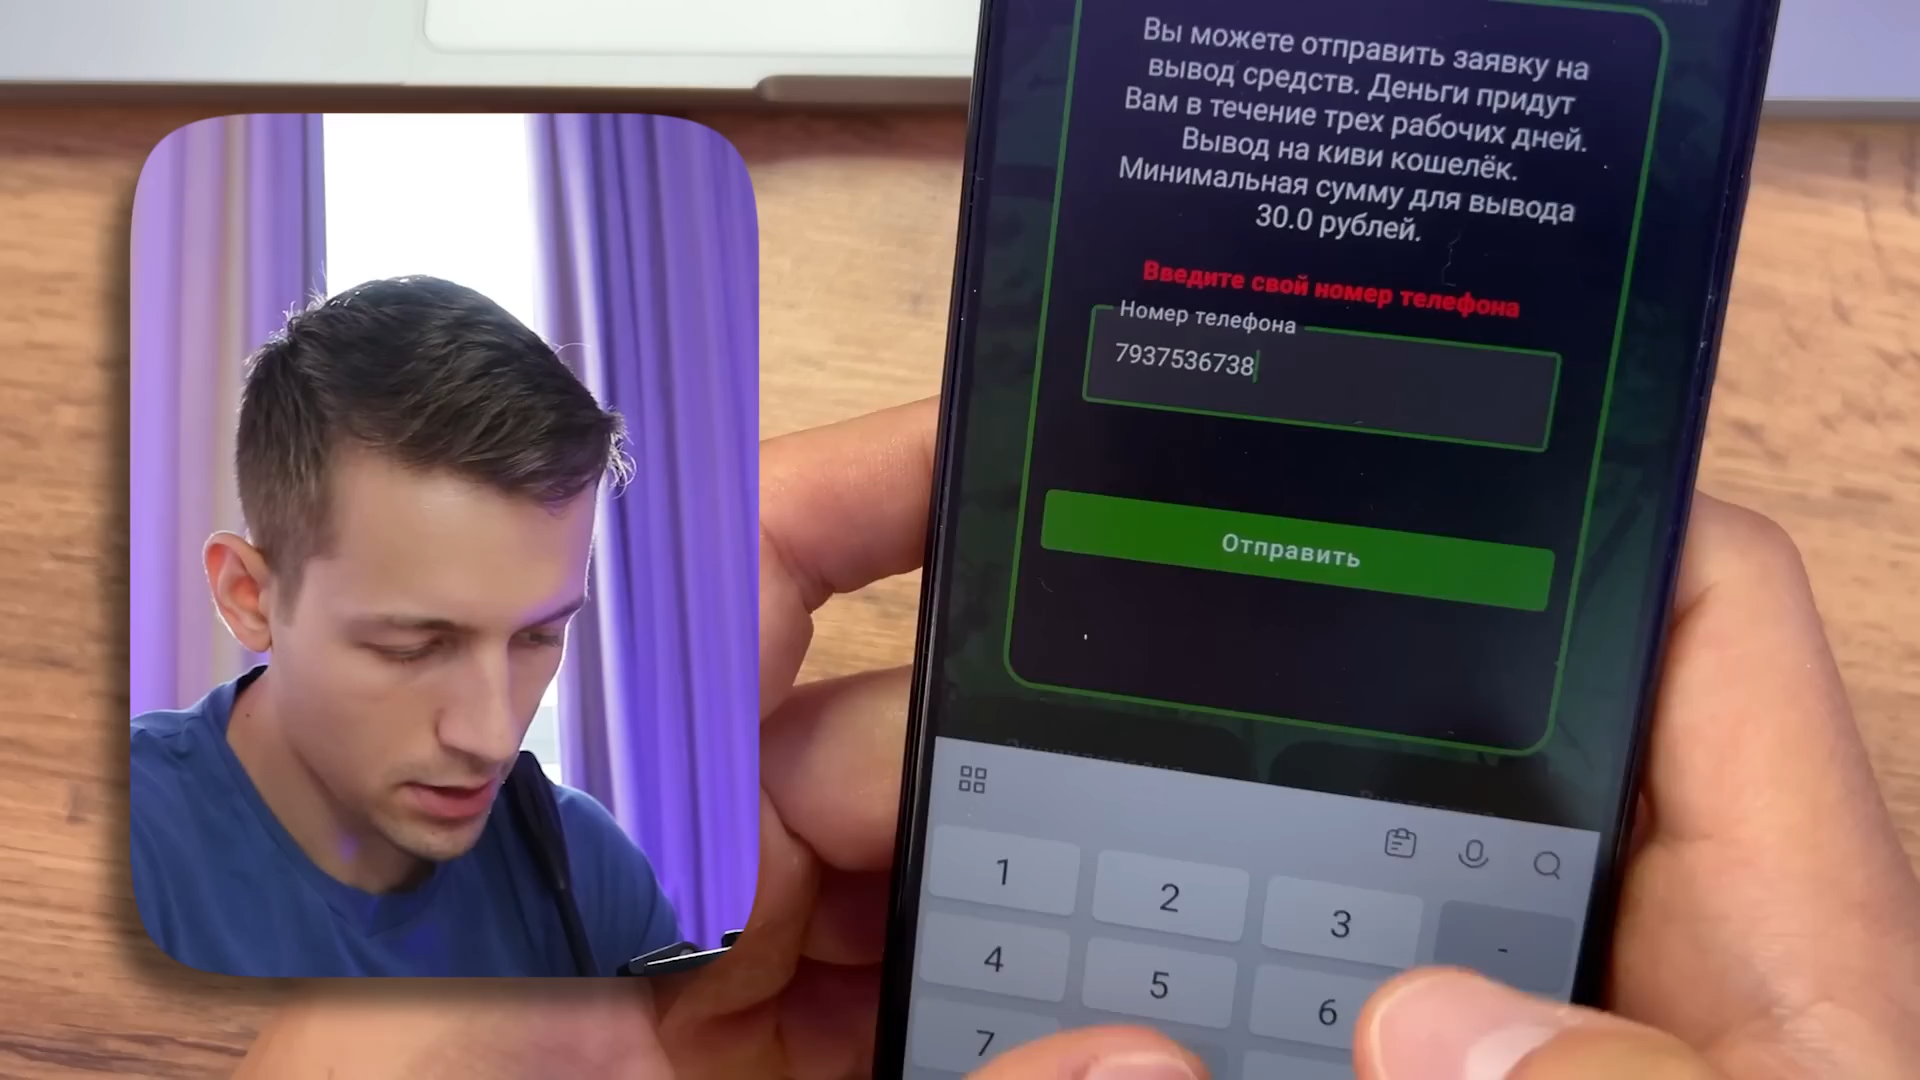 Вы можете отправить заявку на
вывод средств. Деньги придут
Вам в течение трех рабочих дней.
Вывод на киви кошелёк.
Минимальная сумму для вывода
30.0 рублей.
Введите свой номер телефона
Номер телефона
7937536738
Отправить
1 2 3 -
4 5 6
7